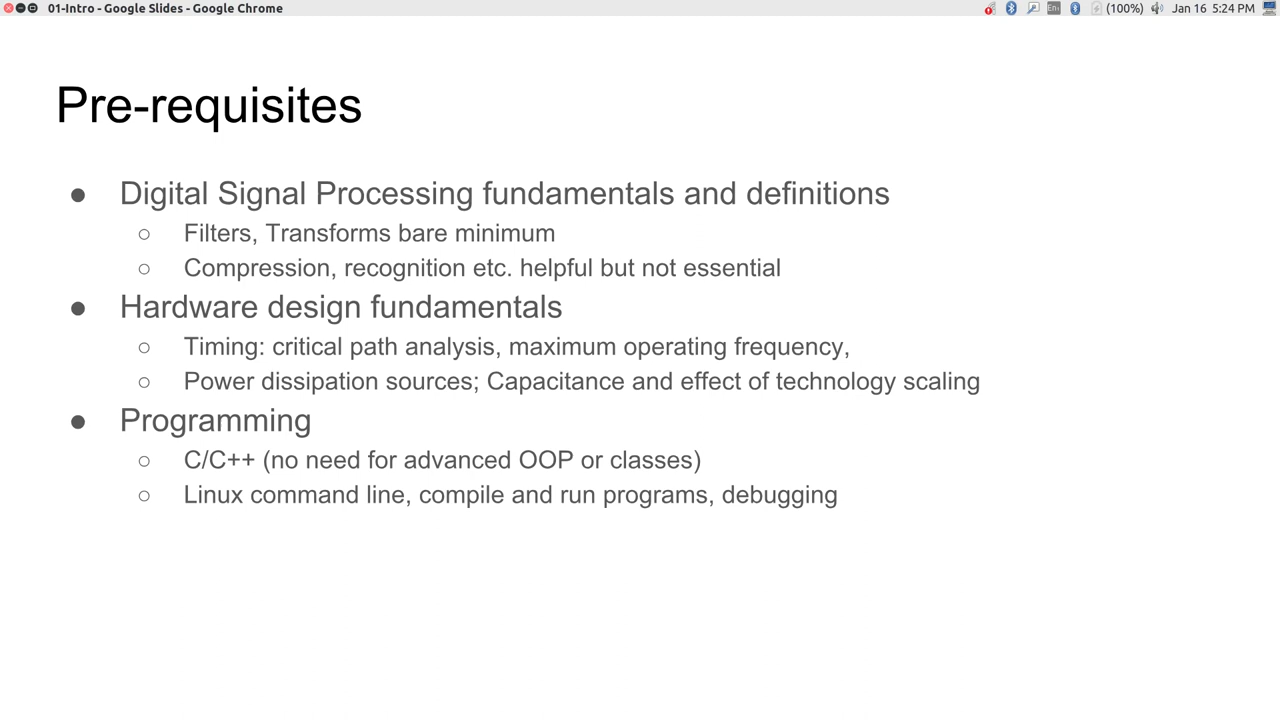 01-Intro - Google Slides - Google Chrome
En
(100%) Jan 16 5:24 PM
Pre-requisites
● Digital Signal Processing fundamentals and definitions
○ Filters, Transforms bare minimum
○ Compression, recognition etc. helpful but not essential
● Hardware design fundamentals
○ Timing: critical path analysis, maximum operating frequency,
○ Power dissipation sources; Capacitance and effect of technology scaling
● Programming
○ C/C++ (no need for advanced OOP or classes)
○ Linux command line, compile and run programs, debugging